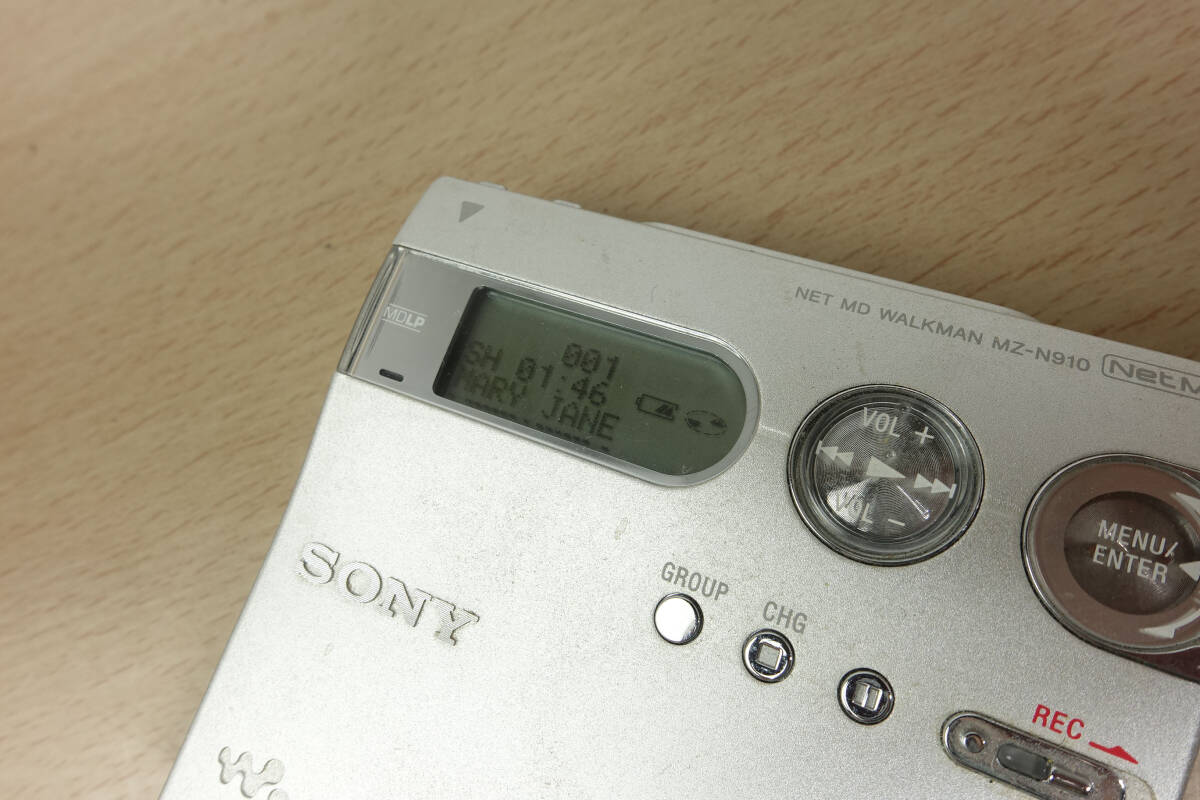 NET MD WALKMAN MZ-N910 Net M
MDLP
001
SH 01:46
MARY JANE
VOL +
VOL -
MENU/
ENTER
SONY
GROUP
CHG
REC